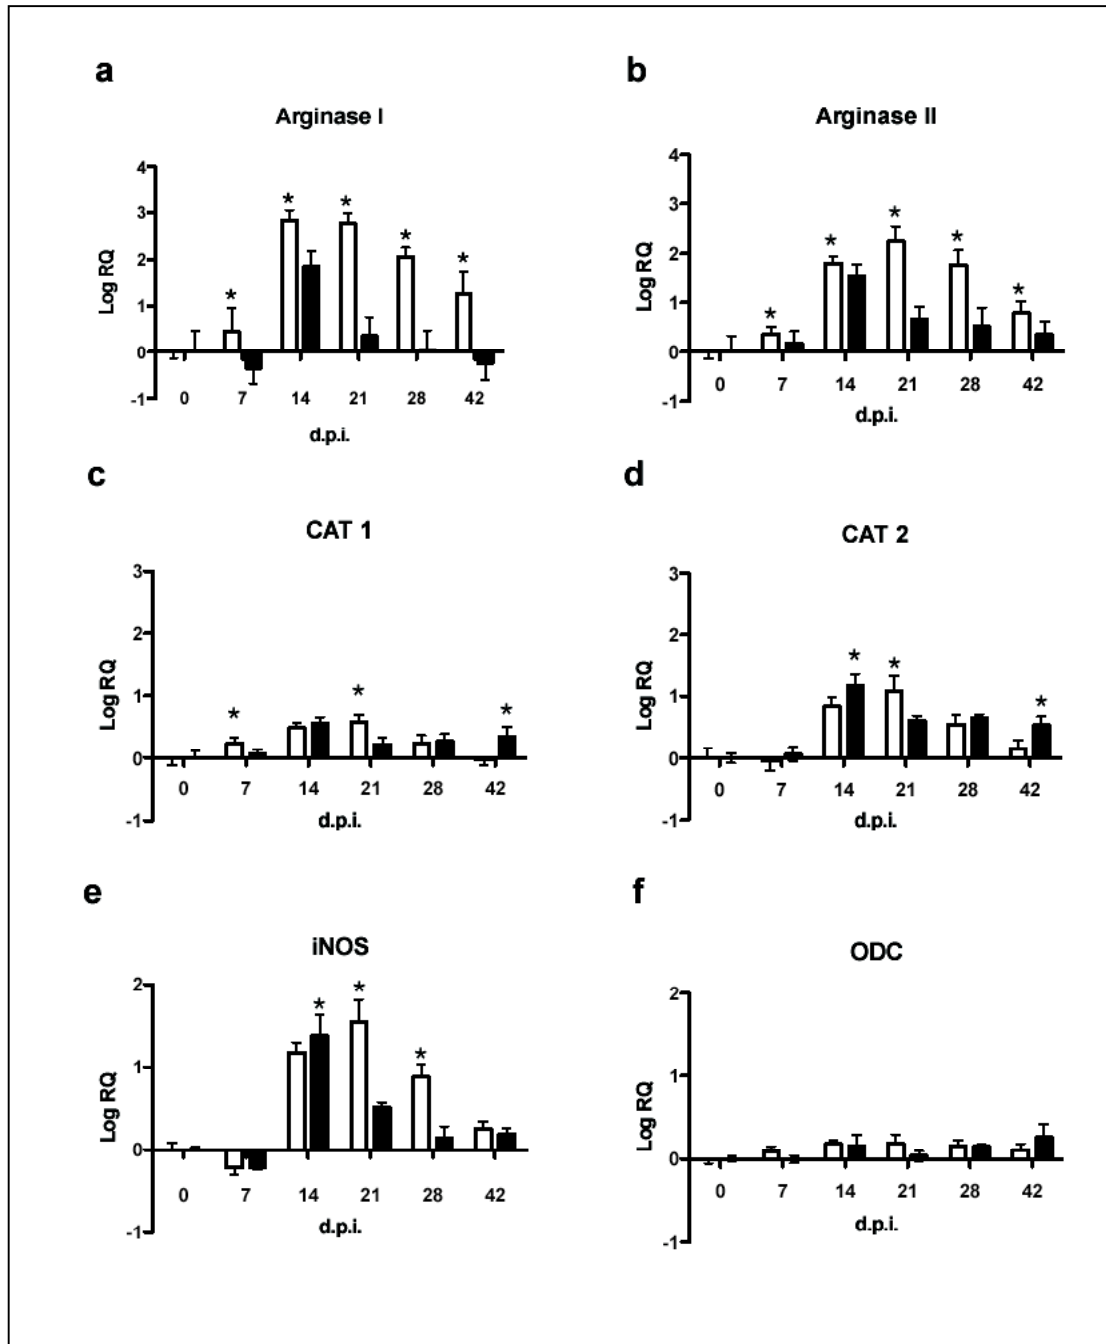 a
Arginase I
4
3
2
1
0
-1
Log RQ
* * * * *
0 7 14 21 28 42
d.p.i.
b
Arginase II
4
3
2
1
0
-1
Log RQ
* * * * *
0 7 14 21 28 42
d.p.i.
c
CAT 1
3
2
1
0
-1
Log RQ
* * *
0 7 14 21 28 42
d.p.i.
d
CAT 2
3
2
1
0
-1
Log RQ
* * *
0 7 14 21 28 42
d.p.i.
e
iNOS
2
1
0
-1
Log RQ
* * *
0 7 14 21 28 42
d.p.i.
f
ODC
2
1
0
-1
Log RQ
0 7 14 21 28 42
d.p.i.